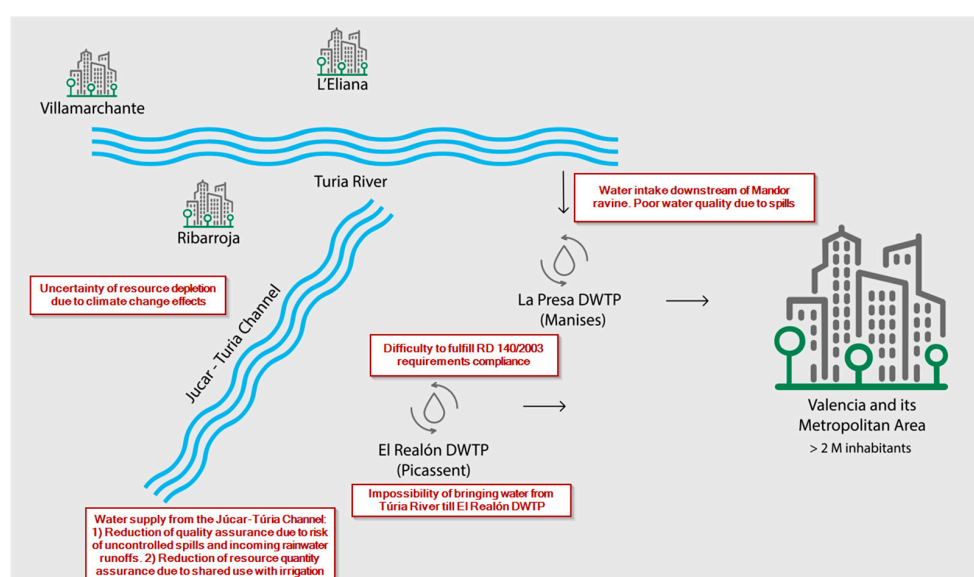 L'Eliana
Villamarchante
Turia River
Ribarroja
Water intake downstream of Mandor
ravine. Poor water quality due to spills
Uncertainty of resource depletion
due to climate change effects
Jucar - Turia Channel
La Presa DWTP
(Manises)
Difficulty to fulfill RD 140/2003
requirements compliance
El Realón DWTP
(Picassent)
Impossibility of bringing water from
Túria River till El Realón DWTP
Valencia and its
Metropolitan Area
> 2 M inhabitants
Water supply from the Júcar-Túria Channel:
1) Reduction of quality assurance due to risk
of uncontrolled spills and incoming rainwater
runoffs. 2) Reduction of resource quantity
assurance due to shared use with irrigation